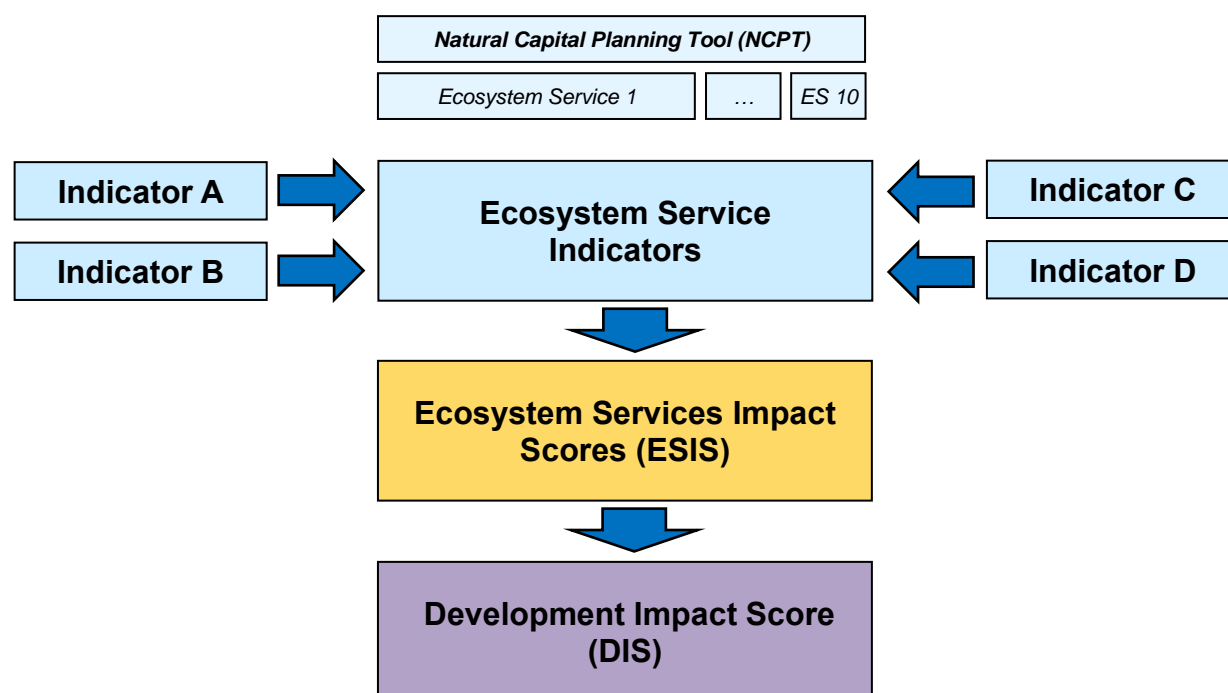 Natural Capital Planning Tool (NCPT)
Ecosystem Service 1
…
ES 10
Indicator A
Indicator B
Ecosystem Service
Indicators
Indicator C
Indicator D
Ecosystem Services Impact
Scores (ESIS)
Development Impact Score
(DIS)